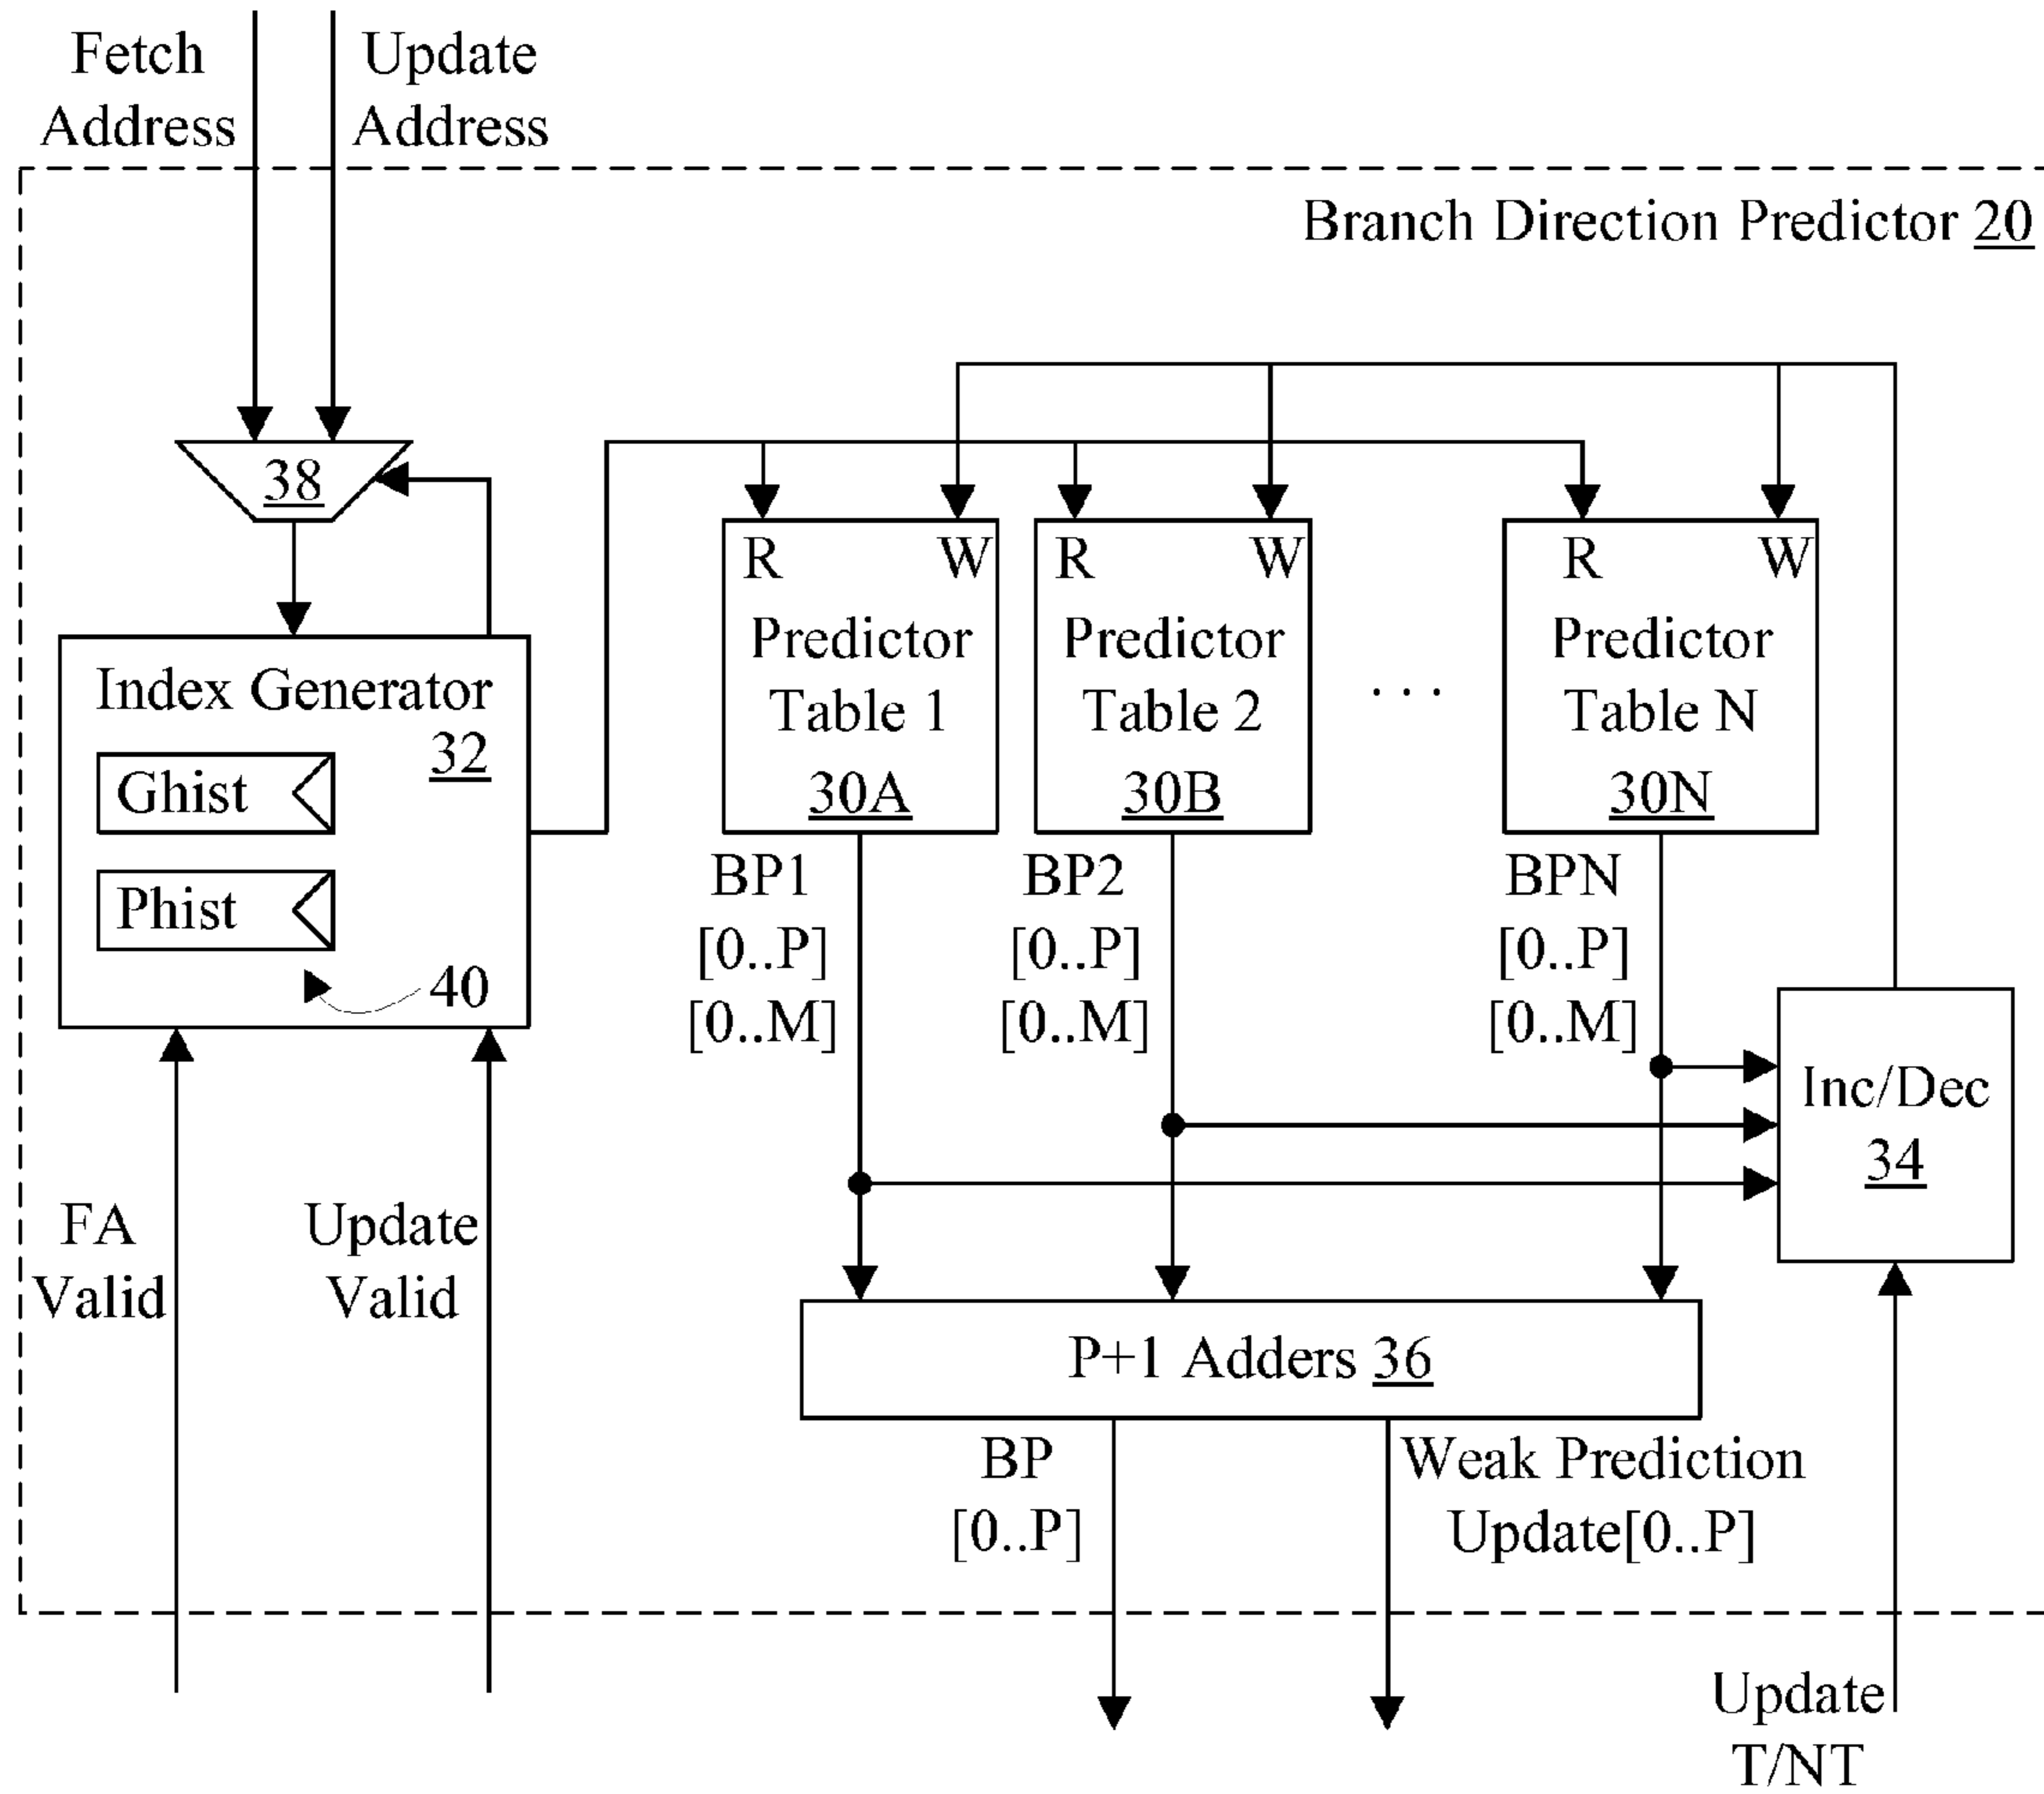 Fetch
Address
Update
Address
Branch Direction Predictor 20
38
Index Generator
32
Ghist
Phist
40
R W
Predictor
Table 1
30A
R W
Predictor
Table 2
30B
. . .
R W
Predictor
Table N
30N
BP1
[0..P]
[0..M]
BP2
[0..P]
[0..M]
BPN
[0..P]
[0..M]
Inc/Dec
34
FA
Valid
Update
Valid
P+1 Adders 36
BP
[0..P]
Weak Prediction
Update[0..P]
Update
T/NT